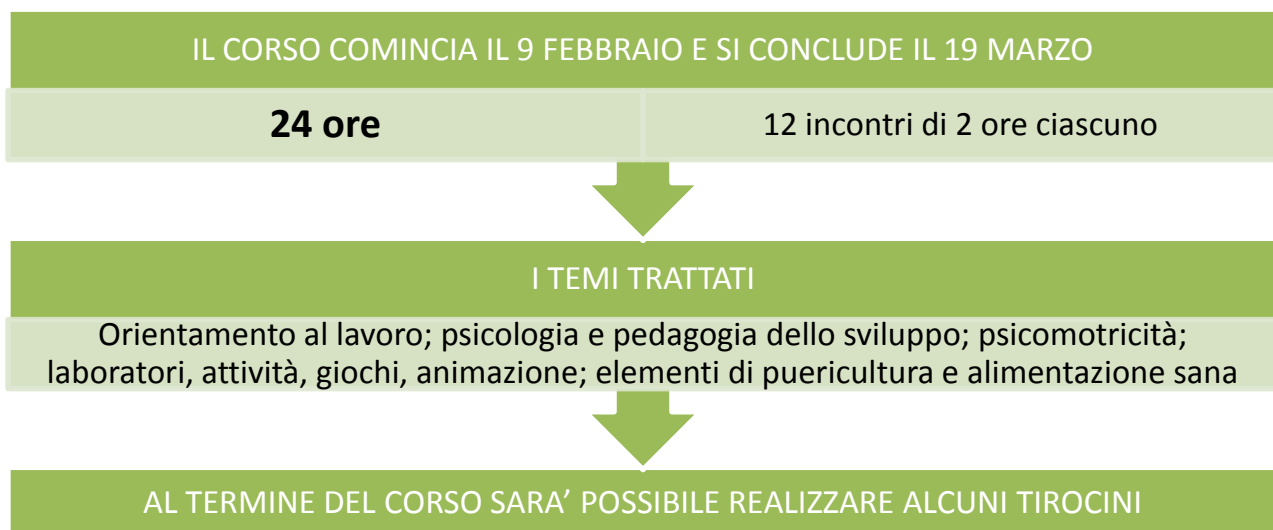 IL CORSO COMINCIA IL 9 FEBBRAIO E SI CONCLUDE IL 19 MARZO
24 ore
12 incontri di 2 ore ciascuno
I TEMI TRATTATI
Orientamento al lavoro; psicologia e pedagogia dello sviluppo; psicomotricità;
laboratori, attività, giochi, animazione; elementi di puericultura e alimentazione sana
AL TERMINE DEL CORSO SARA’ POSSIBILE REALIZZARE ALCUNI TIROCINI